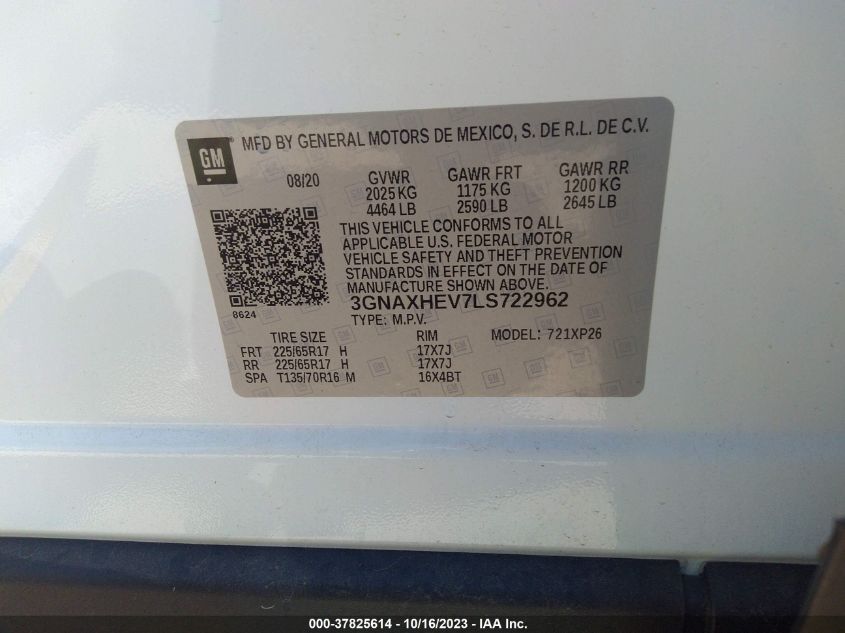 GM
MFD BY GENERAL MOTORS DE MEXICO, S. DE R.L. DE C.V.
08/20 GVWR GAWR FRT GAWR RR
2025 KG 1175 KG 1200 KG
4464 LB 2590 LB 2645 LB
THIS VEHICLE CONFORMS TO ALL
APPLICABLE U.S. FEDERAL MOTOR
VEHICLE SAFETY AND THEFT PREVENTION
STANDARDS IN EFFECT ON THE DATE OF
MANUFACTURE SHOWN ABOVE.
8624
3GNAXHEV7LS722962
TYPE: M.P.V.
TIRE SIZE RIM MODEL: 721XP26
FRT 225/65R17 H 17X7J
RR 225/65R17 H 17X7J
SPA T135/70R16 M 16X4BT
000-37825614 - 10/16/2023 - IAA Inc.